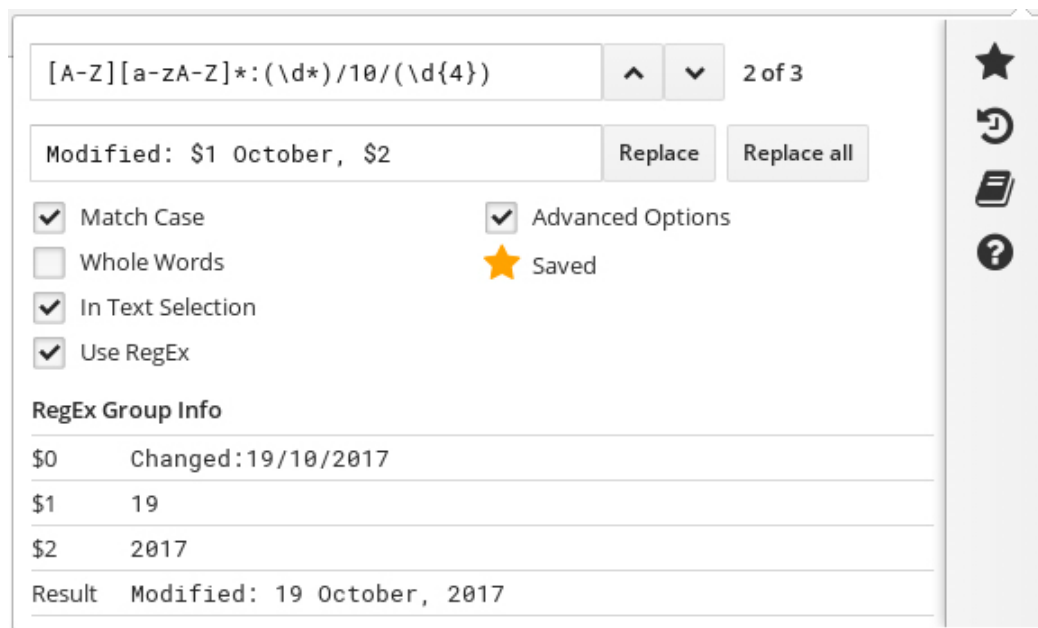 [A-Z][a-zA-Z]*:(\d*)/10/(\d{4}) 2 of 3
Modified: $1 October, $2 Replace Replace all
Match Case Advanced Options
Whole Words Saved
In Text Selection
Use RegEx
RegEx Group Info
$0 Changed:19/10/2017
$1 19
$2 2017
Result Modified: 19 October, 2017